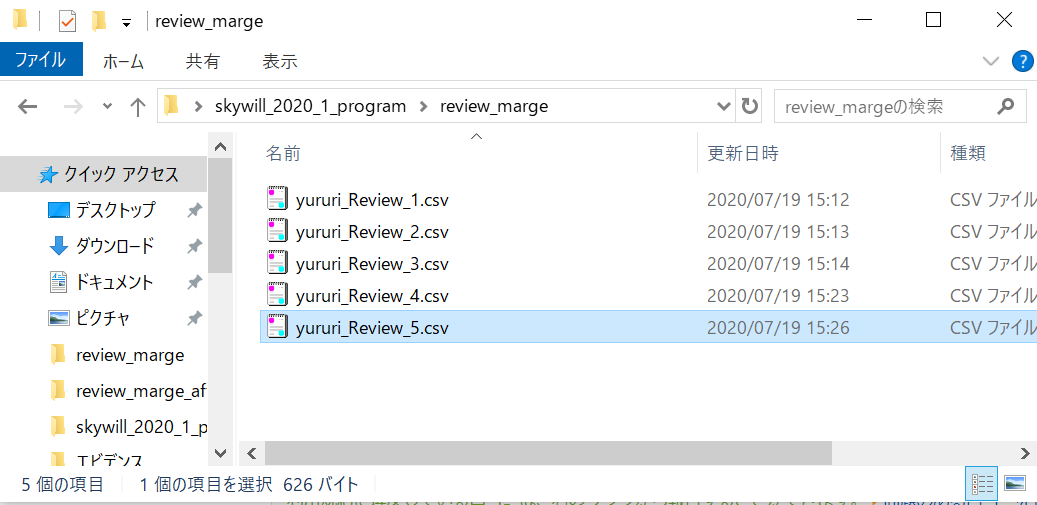 review_marge
ファイル ホーム 共有 表示
skywill_2020_1_program review_marge review_margeの検索
名前 更新日時 種類
クイック アクセス
デスクトップ
ダウンロード
ドキュメント
ピクチャ
review_marge
review_marge_af
skywill_2020_1_p
エビデンス
yururi_Review_1.csv 2020/07/19 15:12 CSV ファイル
yururi_Review_2.csv 2020/07/19 15:13 CSV ファイル
yururi_Review_3.csv 2020/07/19 15:14 CSV ファイル
yururi_Review_4.csv 2020/07/19 15:23 CSV ファイル
yururi_Review_5.csv 2020/07/19 15:26 CSV ファイル
5 個の項目 1 個の項目を選択 626 バイト